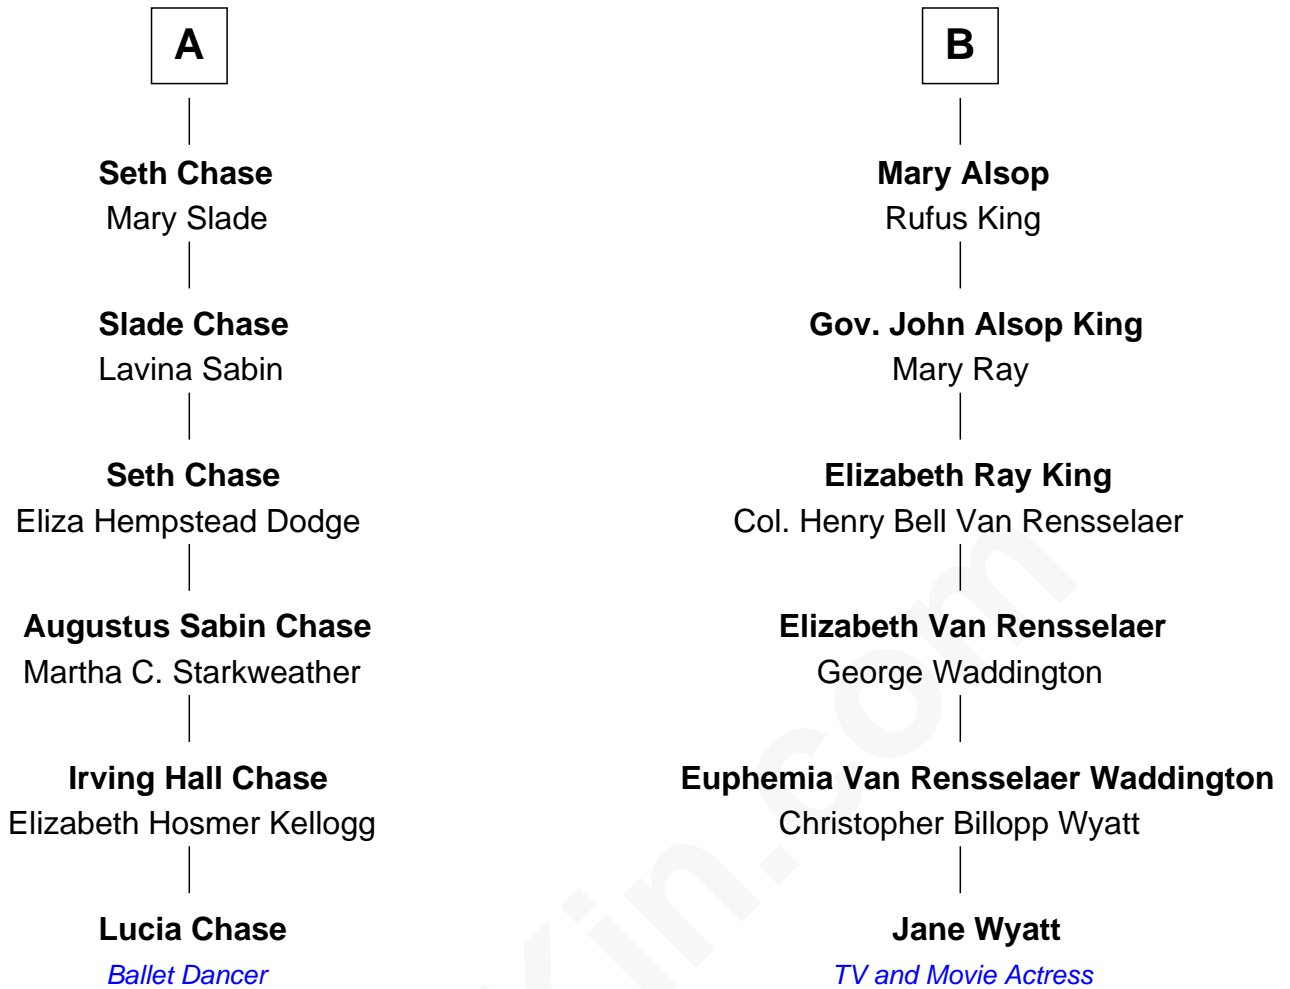 A
B
Seth Chase
Mary Slade
Mary Alsop
Rufus King
Slade Chase
Lavina Sabin
Gov. John Alsop King
Mary Ray
Seth Chase
Eliza Hempstead Dodge
Elizabeth Ray King
Col. Henry Bell Van Rensselaer
Augustus Sabin Chase
Martha C. Starkweather
Elizabeth Van Rensselaer
George Waddington
Irving Hall Chase
Elizabeth Hosmer Kellogg
Euphemia Van Rensselaer Waddington
Christopher Billopp Wyatt
Lucia Chase
Ballet Dancer
Jane Wyatt
TV and Movie Actress
Kin.com